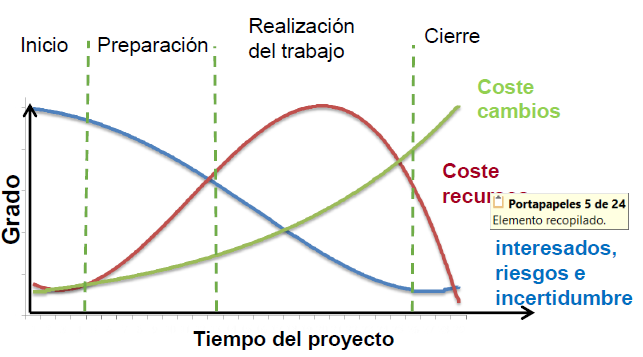 Inicio
Preparación
Realización
del trabajo
Cierre
Coste
cambios
Coste
Portapapeles 5 de 24
Elemento recopilado.
interesados,
riesgos e
incertidumbre
Grado
Tiempo del proyecto